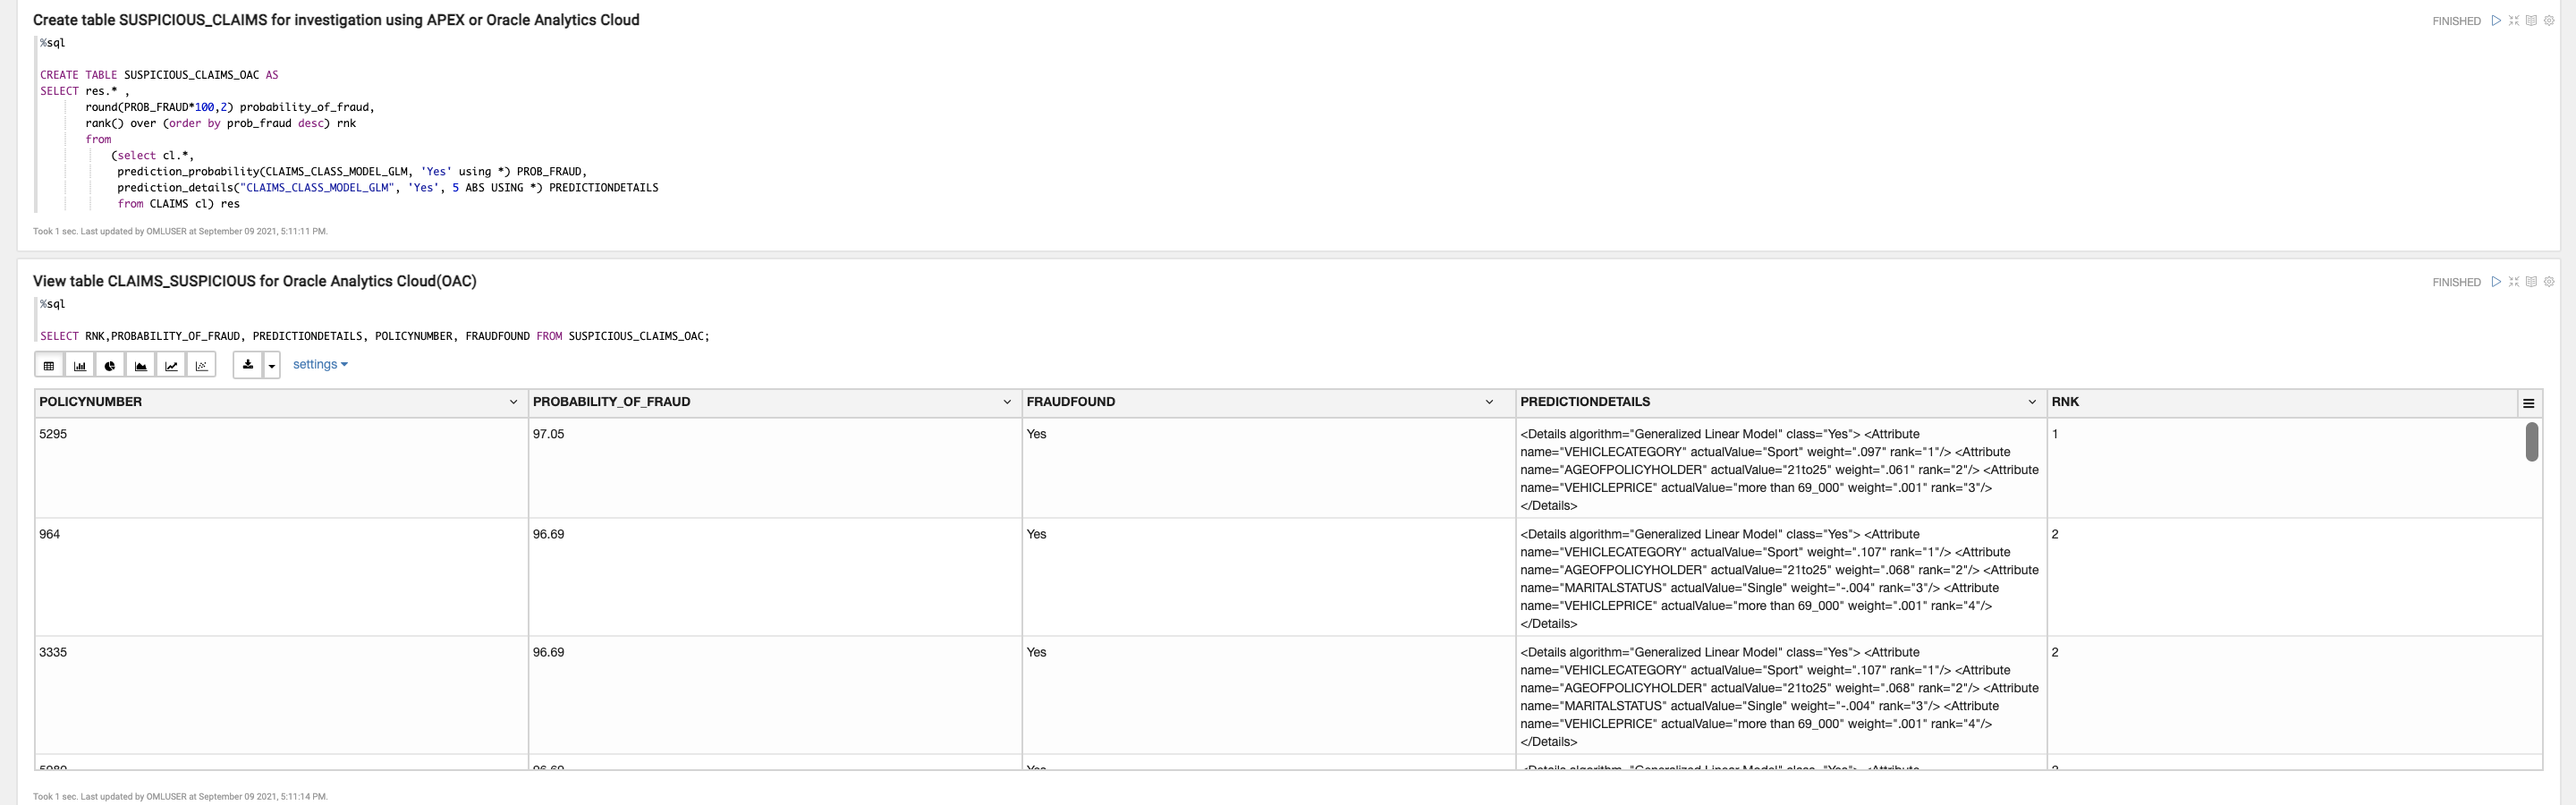 Create table SUSPICIOUS_CLAIMS for investigation using APEX or Oracle Analytics Cloud
FINISHED
%sql
CREATE TABLE SUSPICIOUS_CLAIMS_OAC AS
SELECT res.* ,
round(PROB_FRAUD*100,2) probability_of_fraud,
rank() over (order by prob_fraud desc) rnk
from
(select cl.*,
prediction_probability(CLAIMS_CLASS_MODEL_GLM, 'Yes' using *) PROB_FRAUD,
prediction_details("CLAIMS_CLASS_MODEL_GLM", 'Yes', 5 ABS USING *) PREDICTIONDETAILS
from CLAIMS cl) res
Took 1 sec. Last updated by OMLUSER at September 09 2021, 5:11:11 PM.
View table CLAIMS_SUSPICIOUS for Oracle Analytics Cloud(OAC)
FINISHED
%sql
SELECT RNK,PROBABILITY_OF_FRAUD, PREDICTIONDETAILS, POLICYNUMBER, FRAUDFOUND FROM SUSPICIOUS_CLAIMS_OAC;
settings
POLICYNUMBER PROBABILITY_OF_FRAUD FRAUDFOUND PREDICTIONDETAILS RNK
5295 97.05 Yes <Details algorithm="Generalized Linear Model" class="Yes"> <Attribute 1
name="VEHICLECATEGORY" actualValue="Sport" weight=".097" rank="1"/> <Attribute
name="AGEOFPOLICYHOLDER" actualValue="21to25" weight=".061" rank="2"/> <Attribute
name="VEHICLEPRICE" actualValue="more than 69_000" weight=".001" rank="3"/>
</Details>
964 96.69 Yes <Details algorithm="Generalized Linear Model" class="Yes"> <Attribute 2
name="VEHICLECATEGORY" actualValue="Sport" weight=".107" rank="1"/> <Attribute
name="AGEOFPOLICYHOLDER" actualValue="21to25" weight=".068" rank="2"/> <Attribute
name="MARITALSTATUS" actualValue="Single" weight="-.004" rank="3"/> <Attribute
name="VEHICLEPRICE" actualValue="more than 69_000" weight=".001" rank="4"/>
</Details>
3335 96.69 Yes <Details algorithm="Generalized Linear Model" class="Yes"> <Attribute 2
name="VEHICLECATEGORY" actualValue="Sport" weight=".107" rank="1"/> <Attribute
name="AGEOFPOLICYHOLDER" actualValue="21to25" weight=".068" rank="2"/> <Attribute
name="MARITALSTATUS" actualValue="Single" weight="-.004" rank="3"/> <Attribute
name="VEHICLEPRICE" actualValue="more than 69_000" weight=".001" rank="4"/>
</Details>
96.69 Yes <Details algorithm="Generalized Linear Model" class="Yes"> <Attribute 2
Took 1 sec. Last updated by OMLUSER at September 09 2021, 5:11:14 PM.